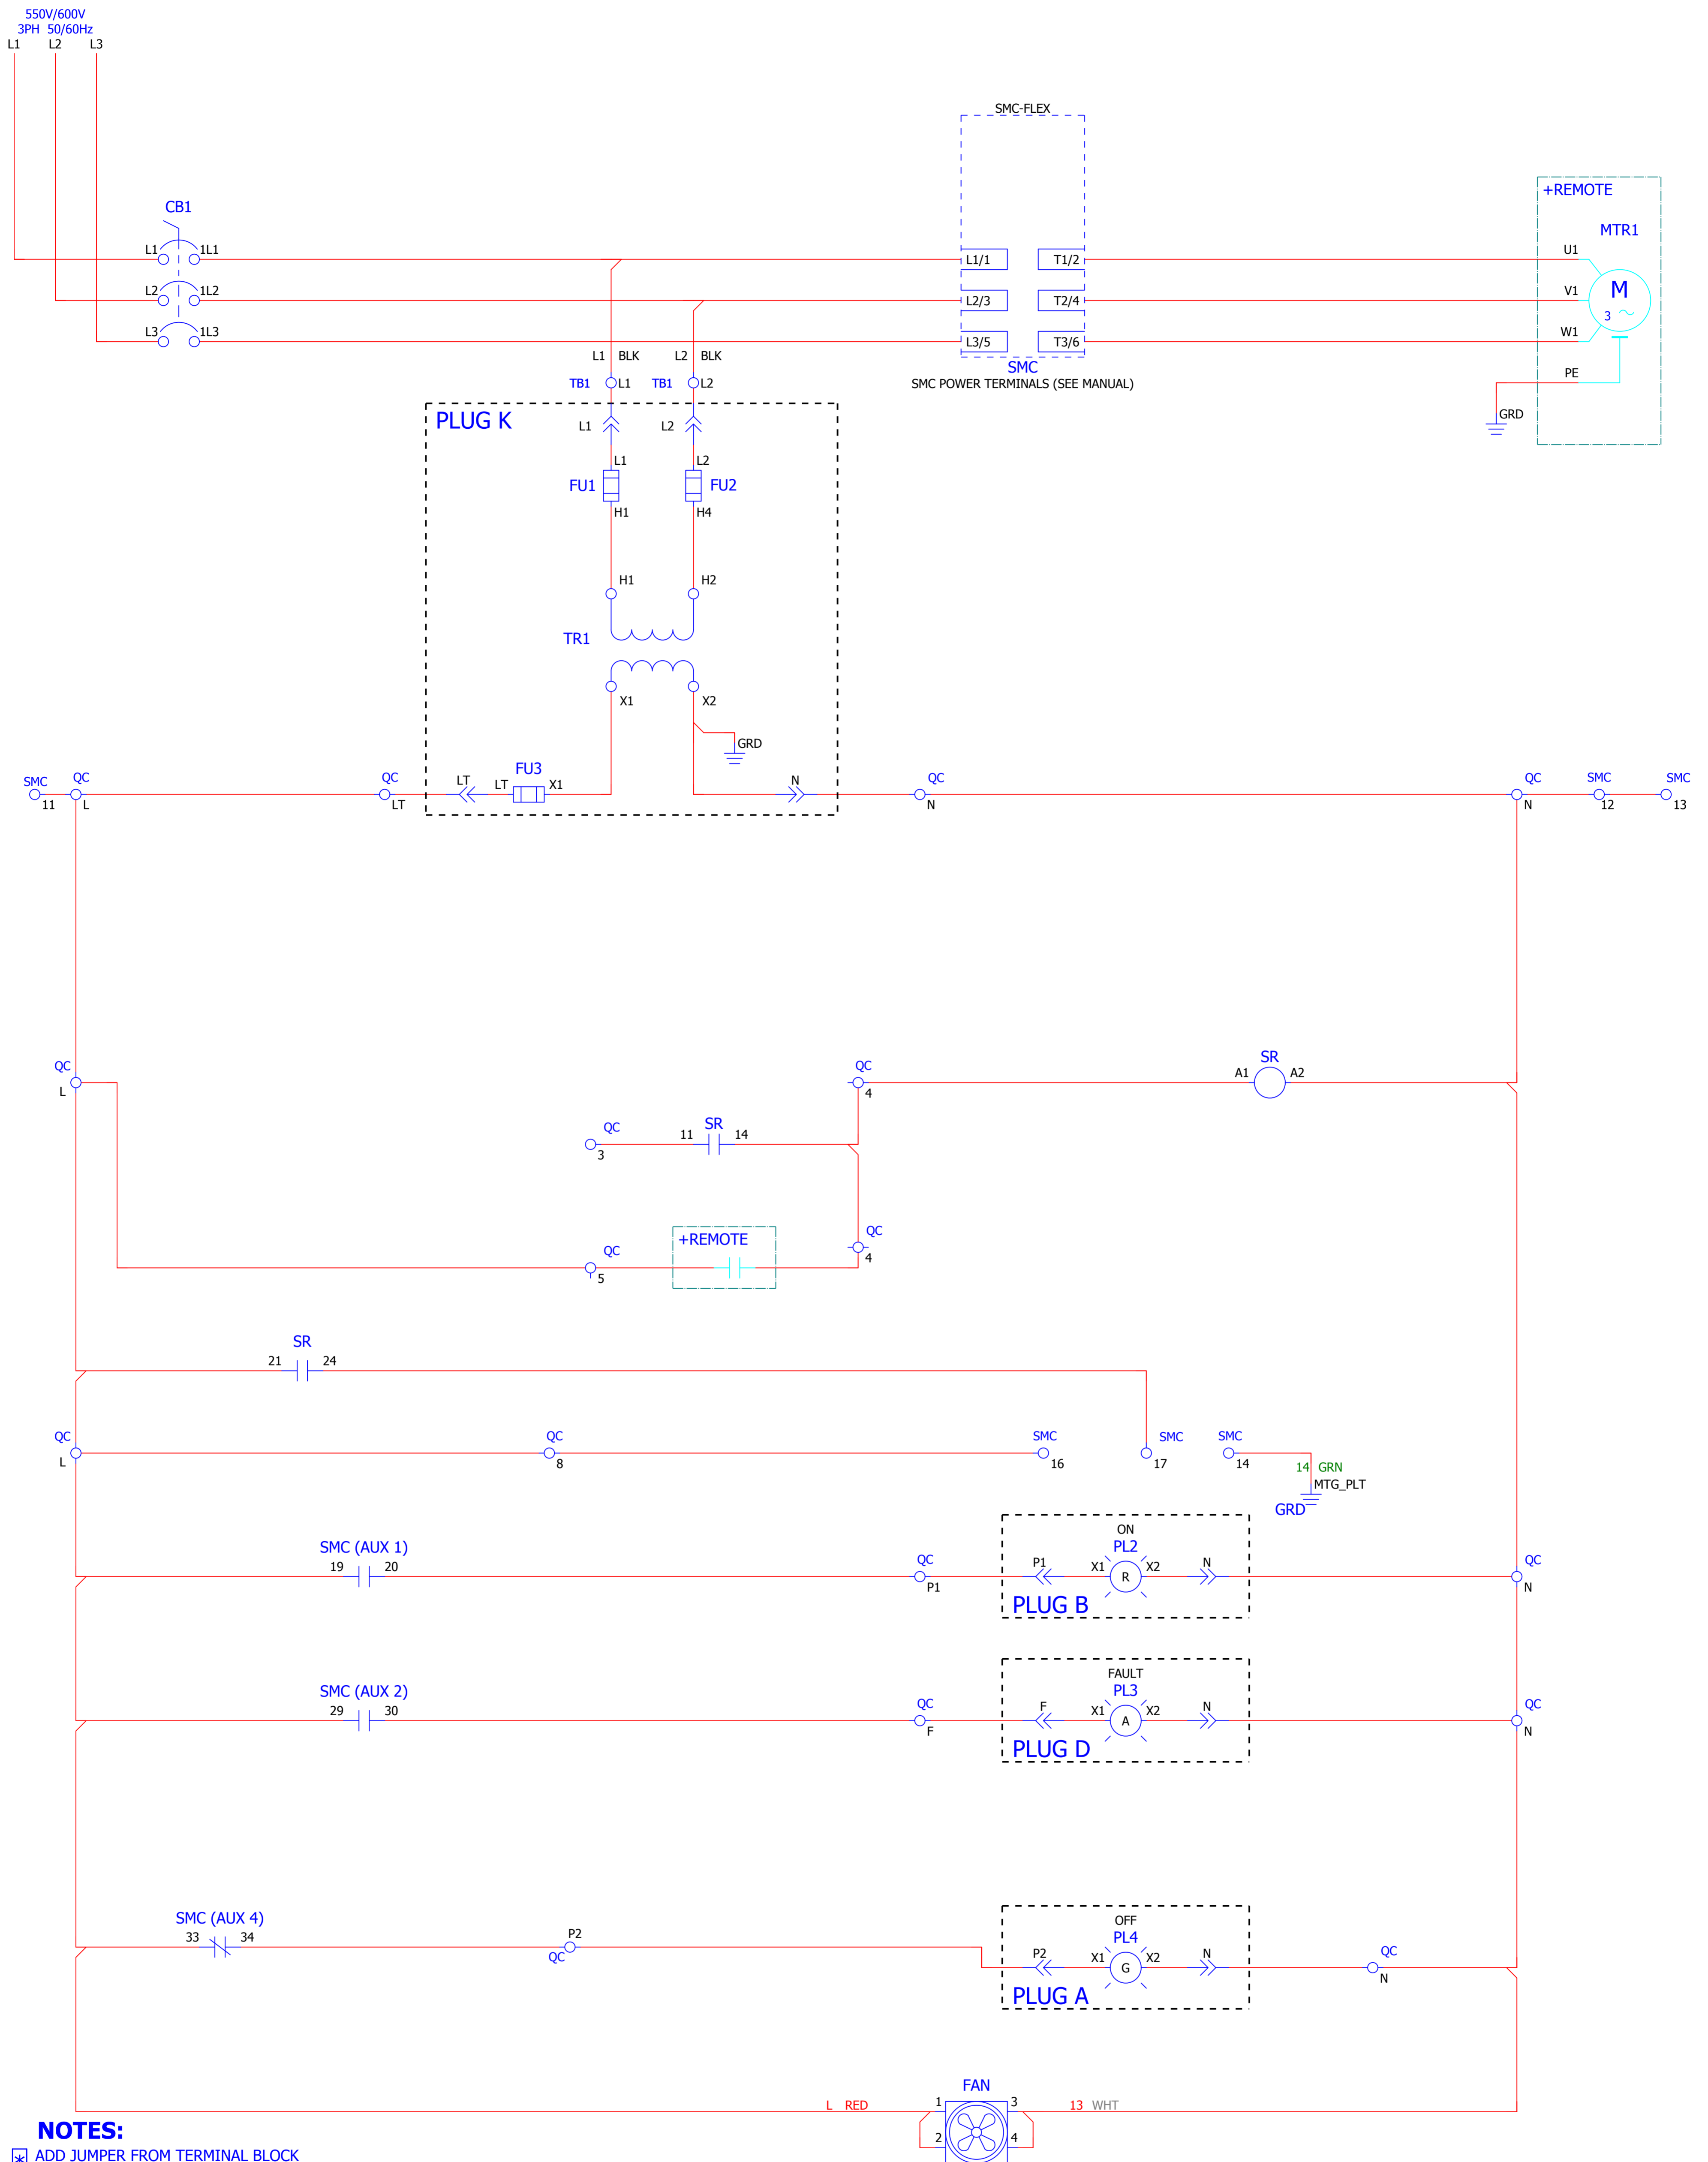 550V/600V
3PH 50/60Hz
L1 L2 L3
SMC-FLEX
+REMOTE
CB1
MTR1
L1 1L1
L1/1 T1/2
U1
L2 1L2
L2/3 T2/4
V1
M
3
L3 1L3
L3/5 T3/6
W1
L1 BLK L2 BLK
SMC
SMC POWER TERMINALS (SEE MANUAL)
PE
TB1 L1 TB1 L2
GRD
PLUG K
L1 L2
L1 L2
FU1 FU2
H1 H4
H1 H2
TR1
X1 X2
GRD
SMC QC QC LT LT FU3 X1 N QC QC SMC SMC
11 L LT N N 12 13
QC QC SR
L 4 A1 A2
QC 11 SR 14
3
QC +REMOTE QC
5 4
SR
21 24
QC QC SMC SMC SMC
L 8 16 17 14
14 GRN
MTG_PLT
GRD
ON
SMC (AUX 1) PL2
19 20 QC P1 X1 R X2 N QC
P1 N
PLUG B
FAULT
SMC (AUX 2) PL3
29 30 QC F X1 A X2 N QC
F N
PLUG D
OFF
SMC (AUX 4) PL4
33 34 P2
QC
P2 X1 G X2 N QC
N
PLUG A
FAN
L RED 1 3 13 WHT
2 4
NOTES:
* ADD JUMPER FROM TERMINAL BLOCK